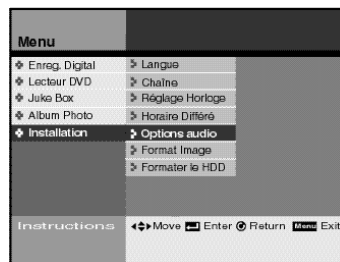 Menu
Enreg. Digital
Lecteur DVD
Juke Box
Album Photo
Installation
Langue
Chaîne
Réglage Horloge
Horaire Différé
Options audio
Format Image
Formater le HDD
Instructions Move Enter Return Menu Exit